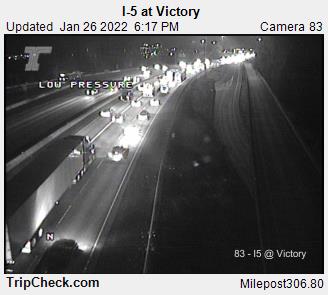 I-5 at Victory
Updated Jan 26 2022 6:17 PM Camera 83
LOW PRESSURE
N
83 - I5 @ Victory
TripCheck.com Milepost306.80